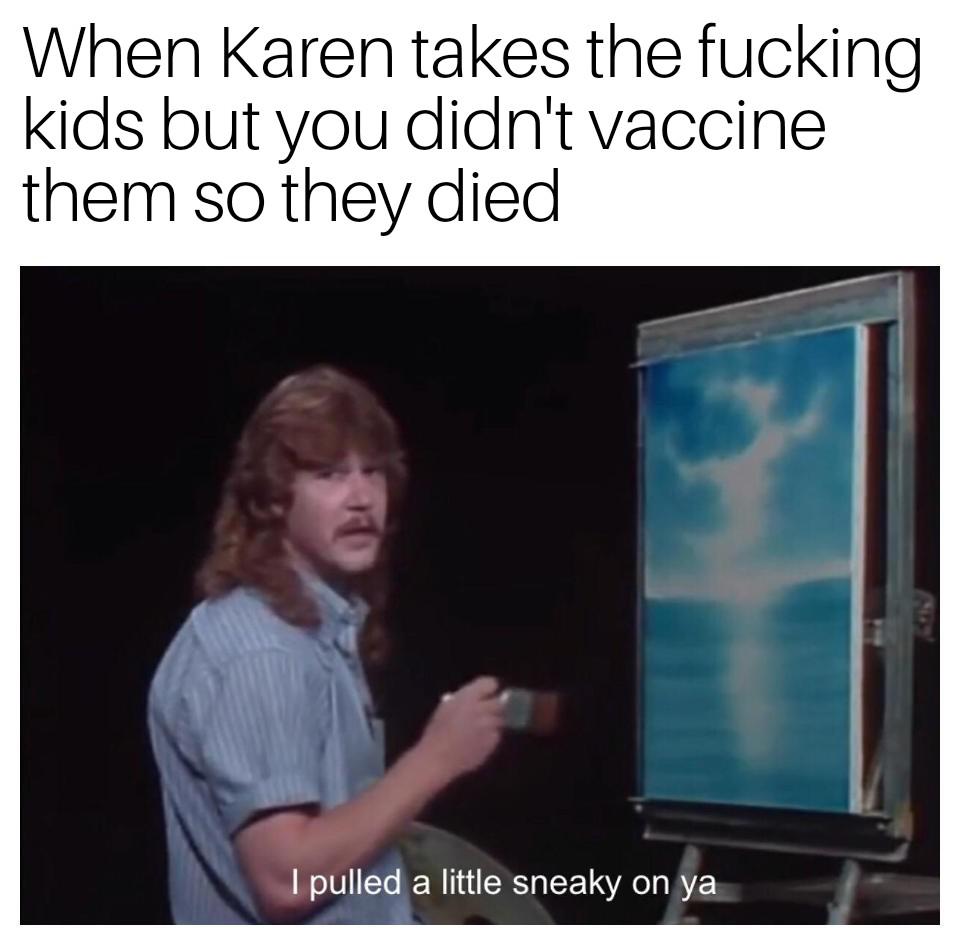 When Karen takes the fucking
kids but you didn't vaccine
them so they died
I pulled a little sneaky on ya